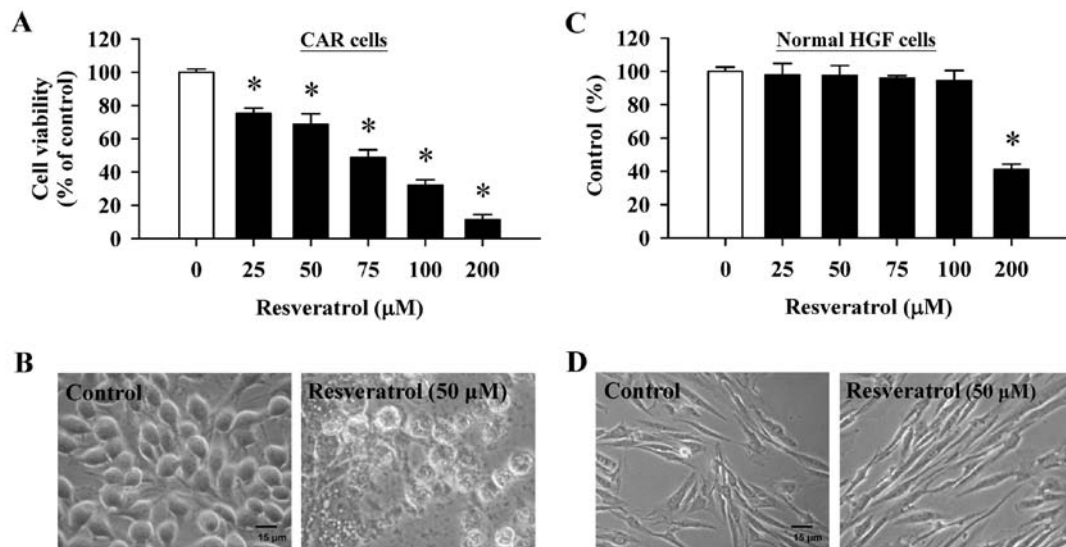 A
CAR cells
120
100
80
60
40
20
0
Cell viability
(% of control)
* * * * *
0 25 50 75 100 200
Resveratrol (μM)
C
Normal HGF cells
120
100
80
60
40
20
0
Control (%)
*
0 25 50 75 100 200
Resveratrol (μM)
B
Control
15 μm
Resveratrol (50 μM)
D
Control
15 μm
Resveratrol (50 μM)